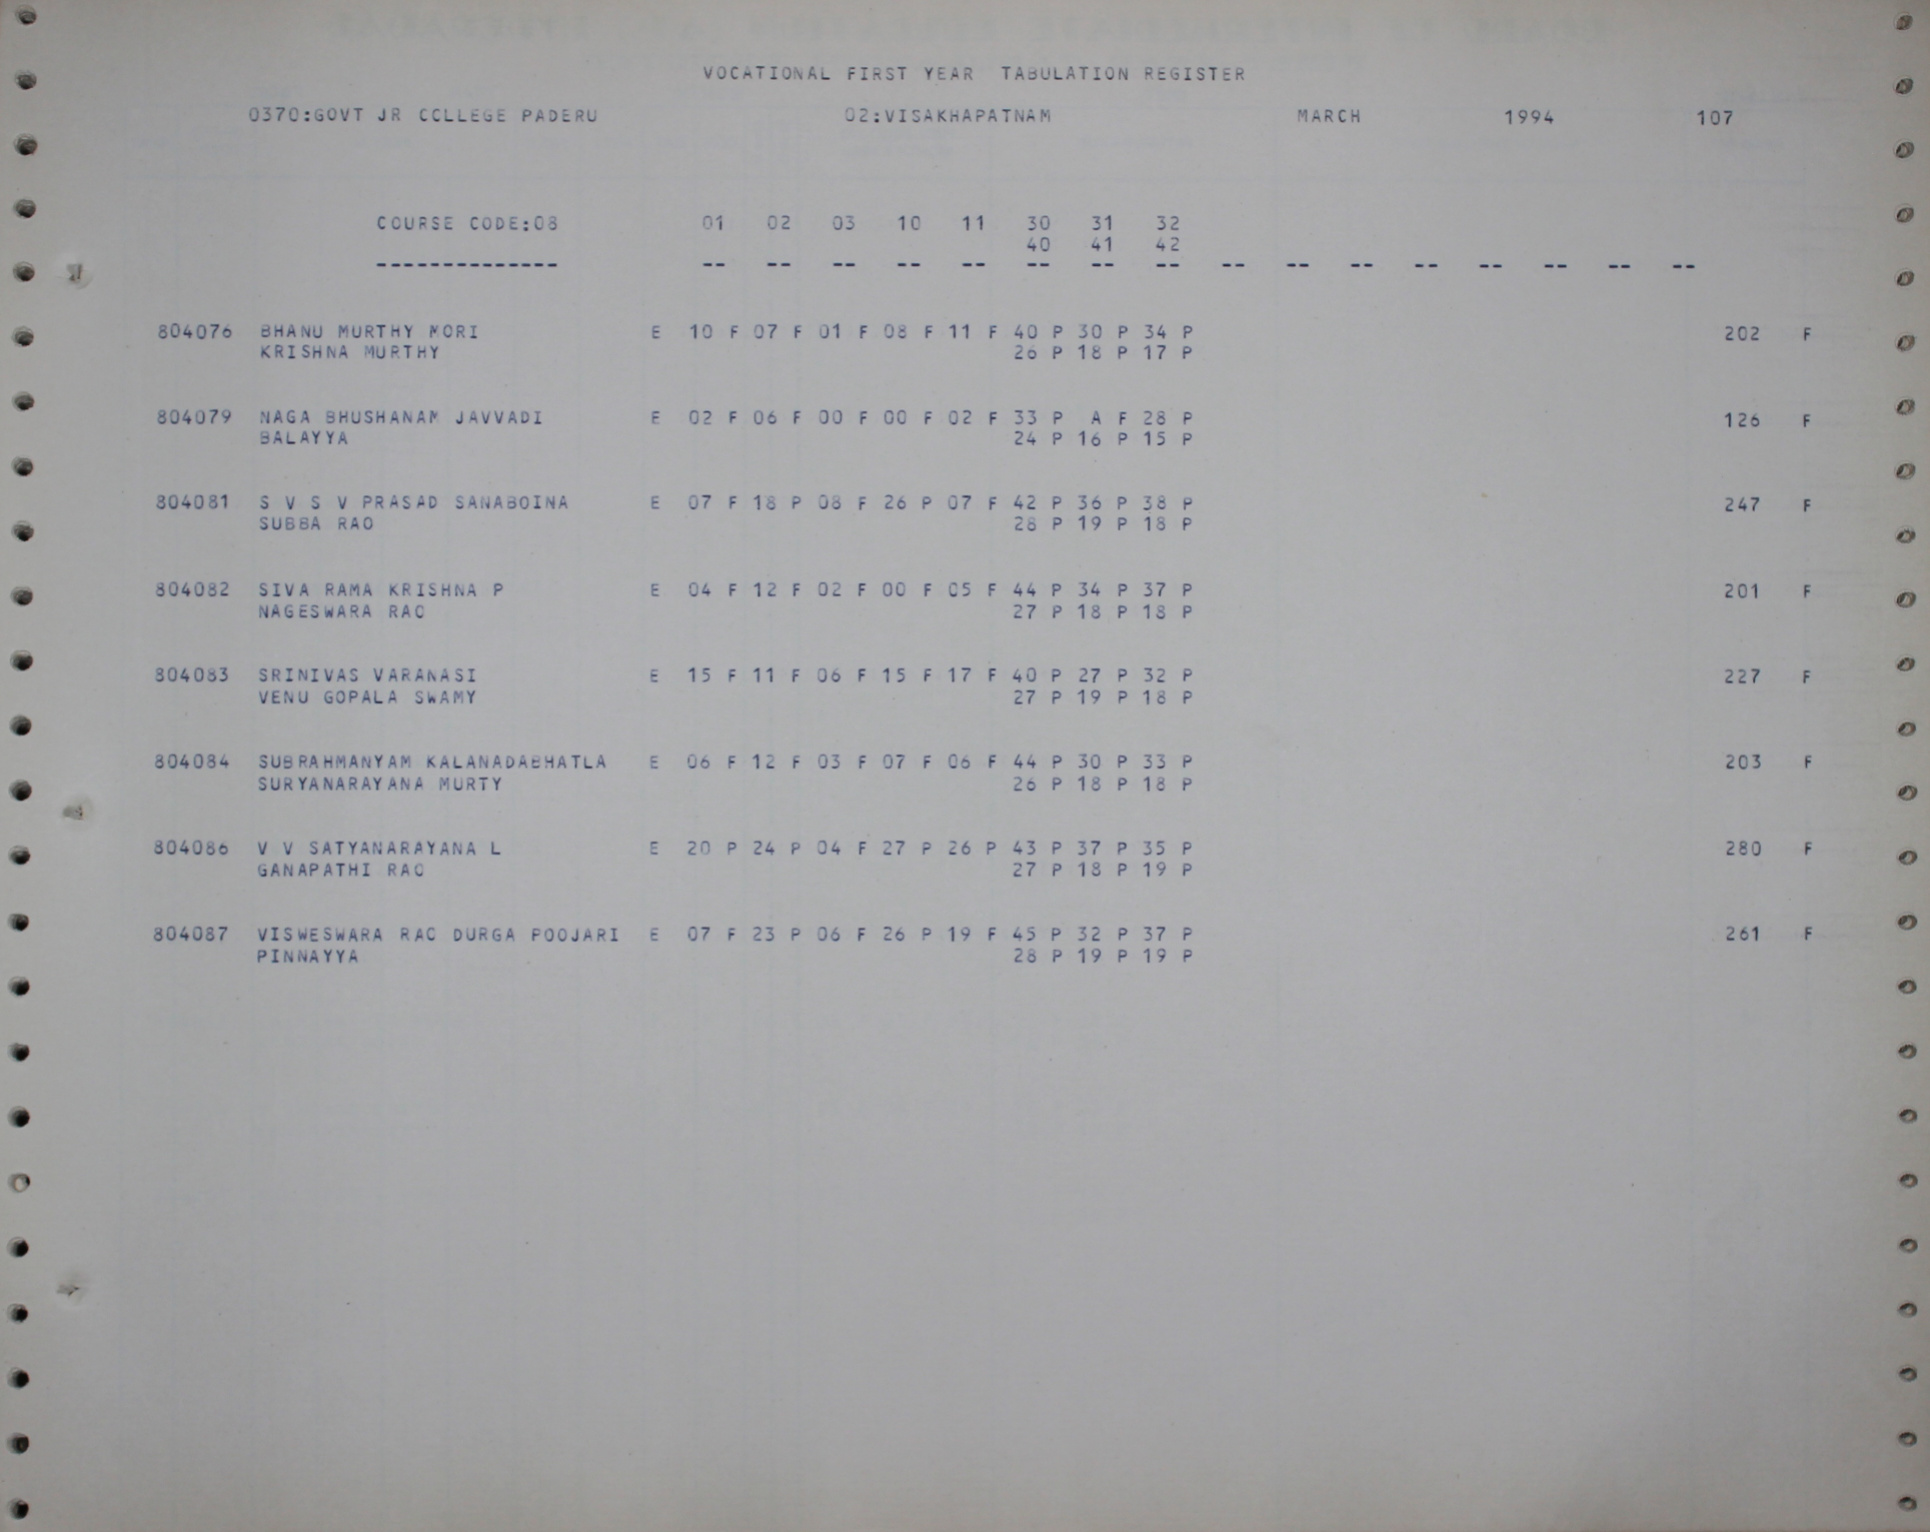 VOCATIONAL FIRST YEAR TABULATION REGISTER
0370:GOVT JR COLLEGE PADERU 02:VISAKHAPATNAM MARCH 1994 107
COURSE CODE:08 01 02 03 10 11 30 31 32
40 41 42
-------------- -- -- -- -- -- -- -- -- -- -- -- -- -- -- -- --
804076 BHANU MURTHY MORI E 10 F 07 F 01 F 08 F 11 F 40 P 30 P 34 P 202 F
KRISHNA MURTHY 26 P 18 P 17 P
804079 NAGA BHUSHANAM JAVVADI E 02 F 06 F 00 F 00 F 02 F 33 P A F 28 P 126 F
BALAYYA 24 P 16 P 15 P
804081 S V S V PRASAD SANABOINA E 07 F 18 P 08 F 26 P 07 F 42 P 36 P 38 P 247 F
SUBBA RAO 28 P 19 P 18 P
804082 SIVA RAMA KRISHNA P E 04 F 12 F 02 F 00 F 05 F 44 P 34 P 37 P 201 F
NAGESWARA RAO 27 P 18 P 18 P
804083 SRINIVAS VARANASI E 15 F 11 F 06 F 15 F 17 F 40 P 27 P 32 P 227 F
VENU GOPALA SWAMY 27 P 19 P 18 P
804084 SUBRAHMANYAM KALANADABHATLA E 06 F 12 F 03 F 07 F 06 F 44 P 30 P 33 P 203 F
SURYANARAYANA MURTY 26 P 18 P 18 P
804086 V V SATYANARAYANA L E 20 P 24 P 04 F 27 P 26 P 43 P 37 P 35 P 280 F
GANAPATHI RAO 27 P 18 P 19 P
804087 VISWESWARA RAO DURGA POOJARI E 07 F 23 P 06 F 26 P 19 F 45 P 32 P 37 P 261 F
PINNAYYA 28 P 19 P 19 P